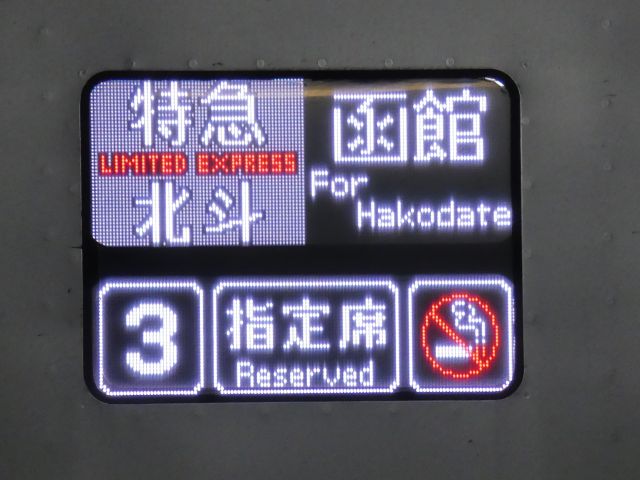 特急
LIMITED EXPRESS
北斗
函館
For
Hakodate
3
指定席
Reserved